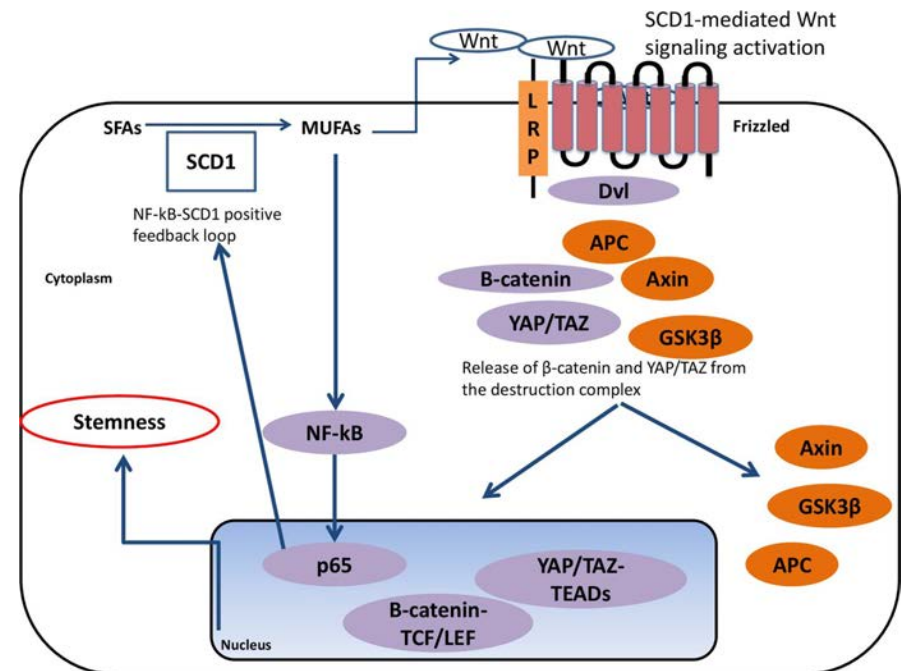 SCD1-mediated Wnt
signaling activation
Wnt
Wnt
L
R
P
Frizzled
SFAs
MUFAs
SCD1
NF-kB-SCD1 positive
feedback loop
Cytoplasm
Dvl
APC
B-catenin
Axin
YAP/TAZ
GSK3β
Release of β-catenin and YAP/TAZ from
the destruction complex
Stemness
NF-kB
Axin
GSK3β
APC
p65
YAP/TAZ-
TEADs
B-catenin-
TCF/LEF
Nucleus